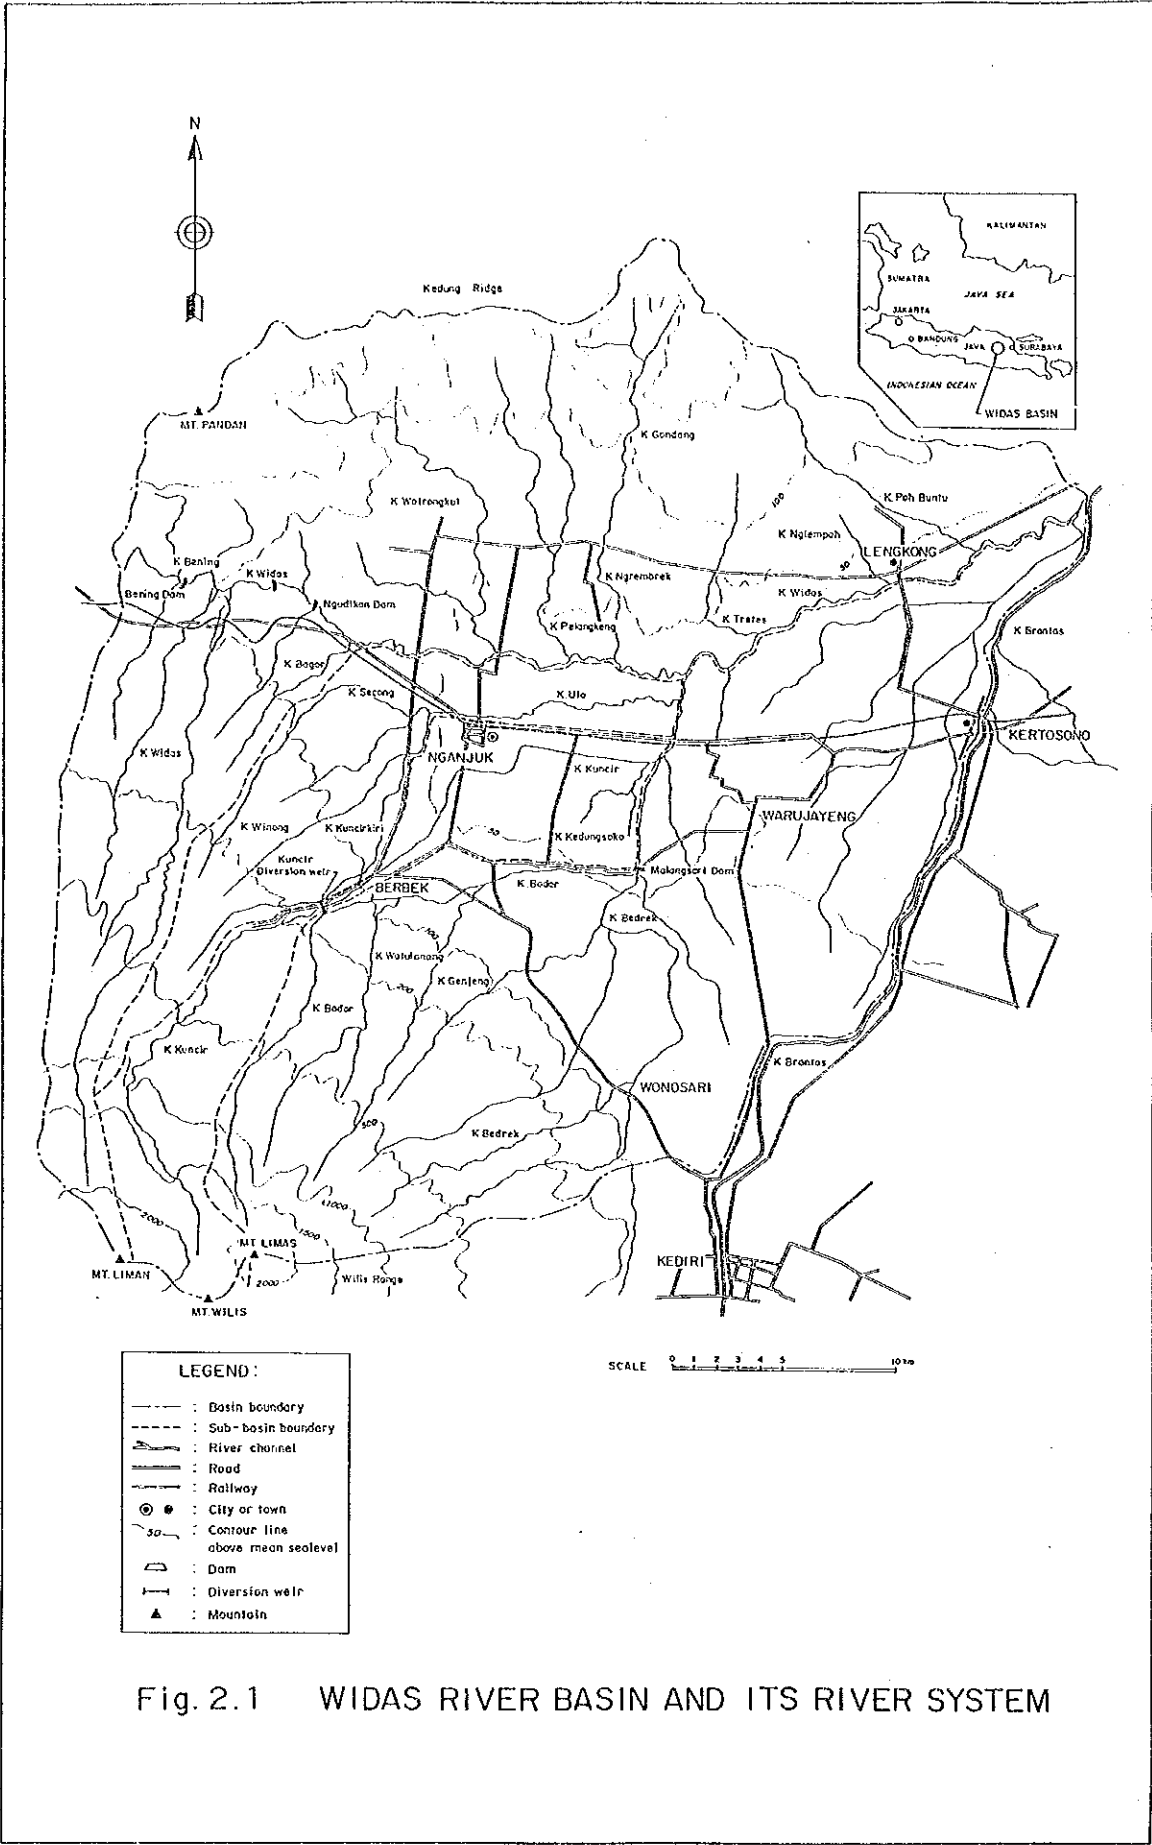 N
KALIMANTAN
SUMATRA
JAVA SEA
JAKARTA
BANDUNG
JAVA
SURABAYA
INDONESIAN OCEAN
WIDAS BASIN
Kedung Ridge
MT. PANDAN
K Gondang
K Watrongkul
100
K Poh Buntu
K Nglempoh
LENGKONG
50
K Bening
K Widas
Bening Dam
Ngudikan Dam
K Ngrembrek
K Widas
K Pelangkeng
K Trates
K Brantas
K Bagor
K Secong
K Ulo
KERTOSONO
K Widas
NGANJUK
K Kuncir
WARUJAYENG
K Winong
K Kuncirkiri
50
K Kedungsoko
Kuncir
Diversion weir
Malangsari Dam
BERBEK
K Bodor
K Bedrek
100
K Watulanang
200
K Genjeng
K Bodor
K Kuncir
K Brantas
WONOSARI
500
K Bedrek
1000
2000
1500
MT. LIMAS
KEDIRI
MT. LIMAN
2000
Wilis Range
MT. WILIS
SCALE 0 1 2 3 4 5 10 km
LEGEND :
: Basin boundary
: Sub-basin boundary
: River channel
: Road
: Railway
: City or town
50 : Contour line
above mean sealevel
: Dam
: Diversion weir
: Mountain
Fig. 2.1 WIDAS RIVER BASIN AND ITS RIVER SYSTEM